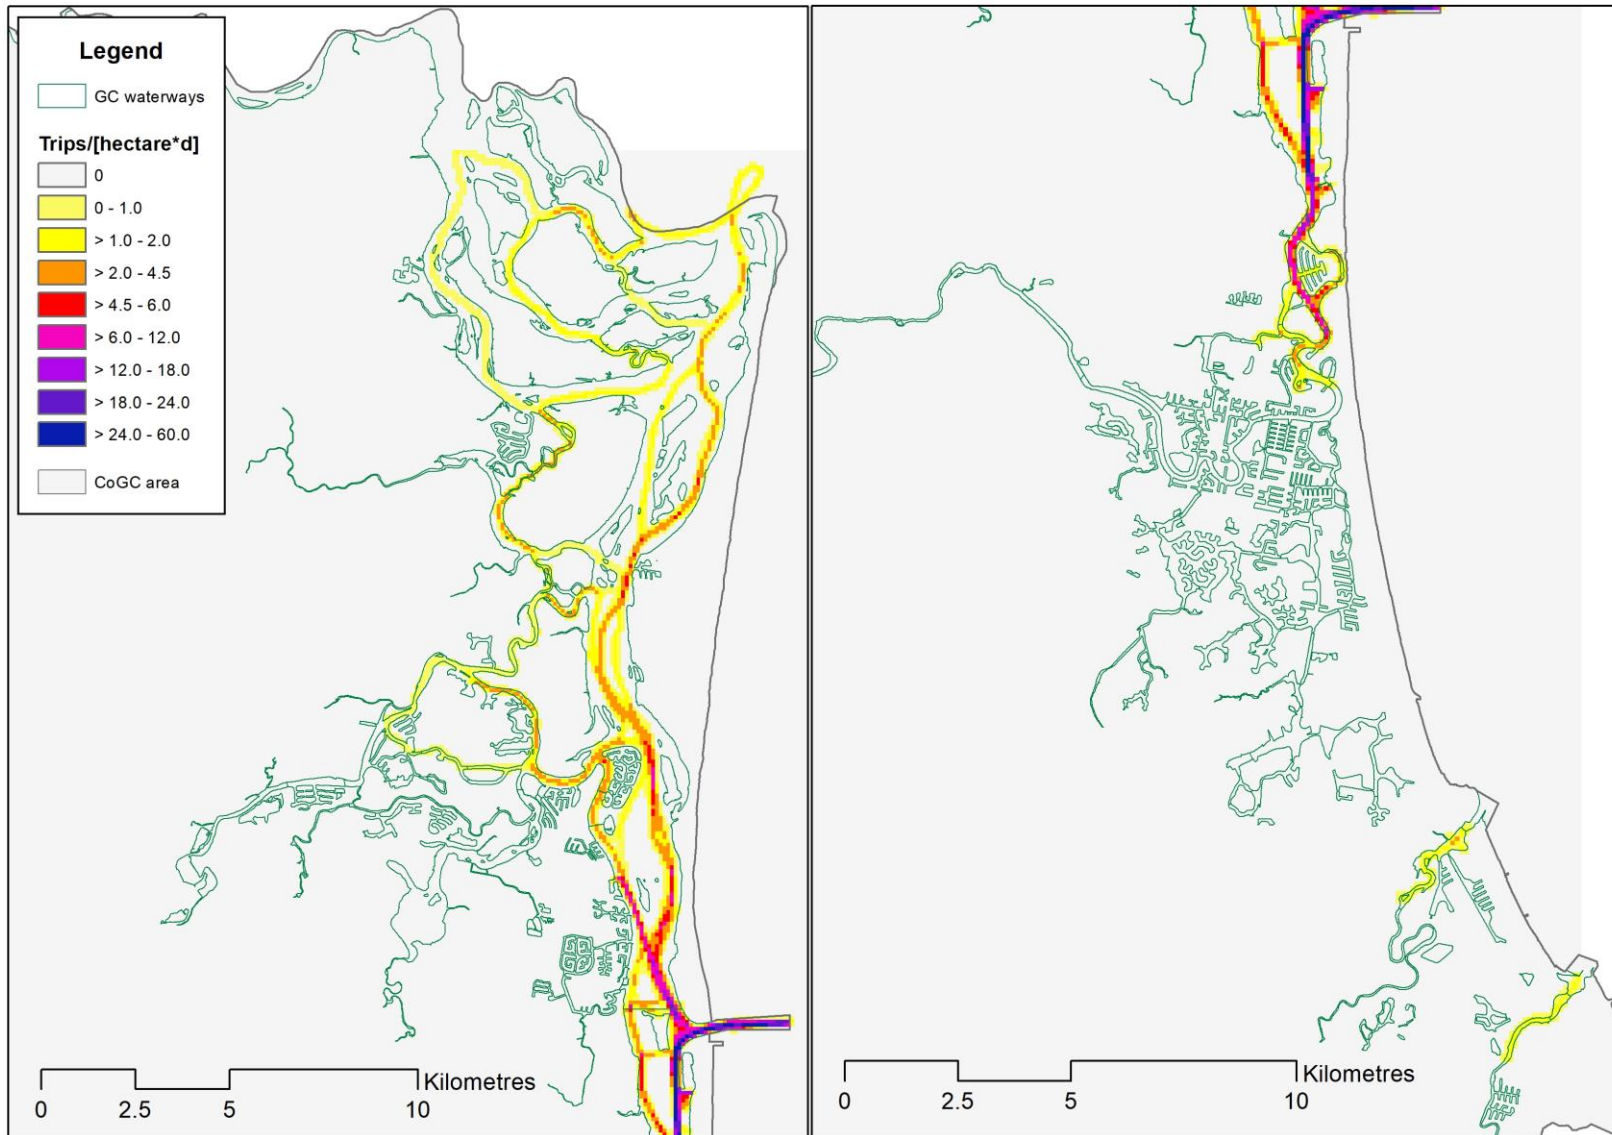 Legend
GC waterways
Trips/[hectare*d]
0
0 - 1.0
> 1.0 - 2.0
> 2.0 - 4.5
> 4.5 - 6.0
> 6.0 - 12.0
> 12.0 - 18.0
> 18.0 - 24.0
> 24.0 - 60.0
CoGC area
Kilometres
0 2.5 5 10
Kilometres
0 2.5 5 10